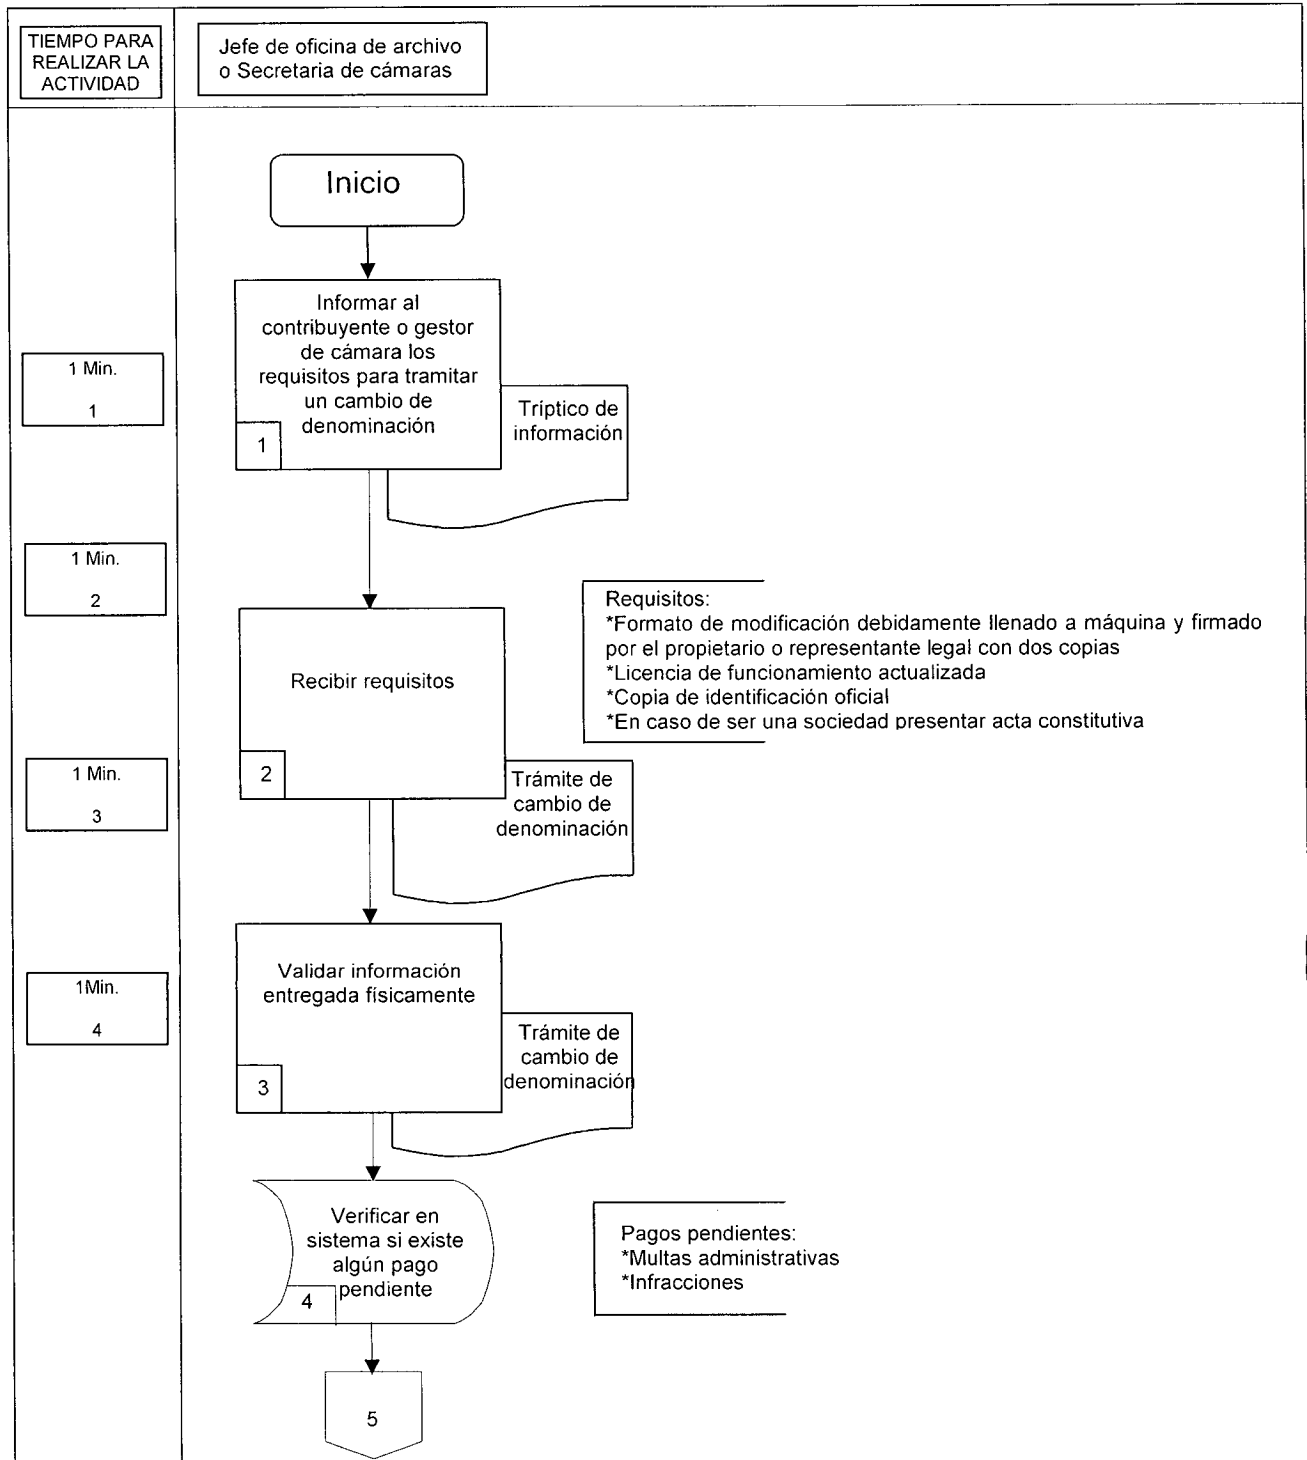 TIEMPO PARA
REALIZAR LA
ACTIVIDAD
Jefe de oficina de archivo
o Secretaria de cámaras
Inicio
Informar al
contribuyente o gestor
de cámara los
requisitos para tramitar
un cambio de
denominación
1
1 Min.
1
Tríptico de
información
1 Min.
2
Recibir requisitos
2
Requisitos:
*Formato de modificación debidamente llenado a máquina y firmado
por el propietario o representante legal con dos copias
*Licencia de funcionamiento actualizada
*Copia de identificación oficial
*En caso de ser una sociedad presentar acta constitutiva
1 Min.
3
Trámite de
cambio de
denominación
Validar información
entregada físicamente
3
1Min.
4
Trámite de
cambio de
denominación
Verificar en
sistema si existe
algún pago
pendiente
4
Pagos pendientes:
*Multas administrativas
*Infracciones
5